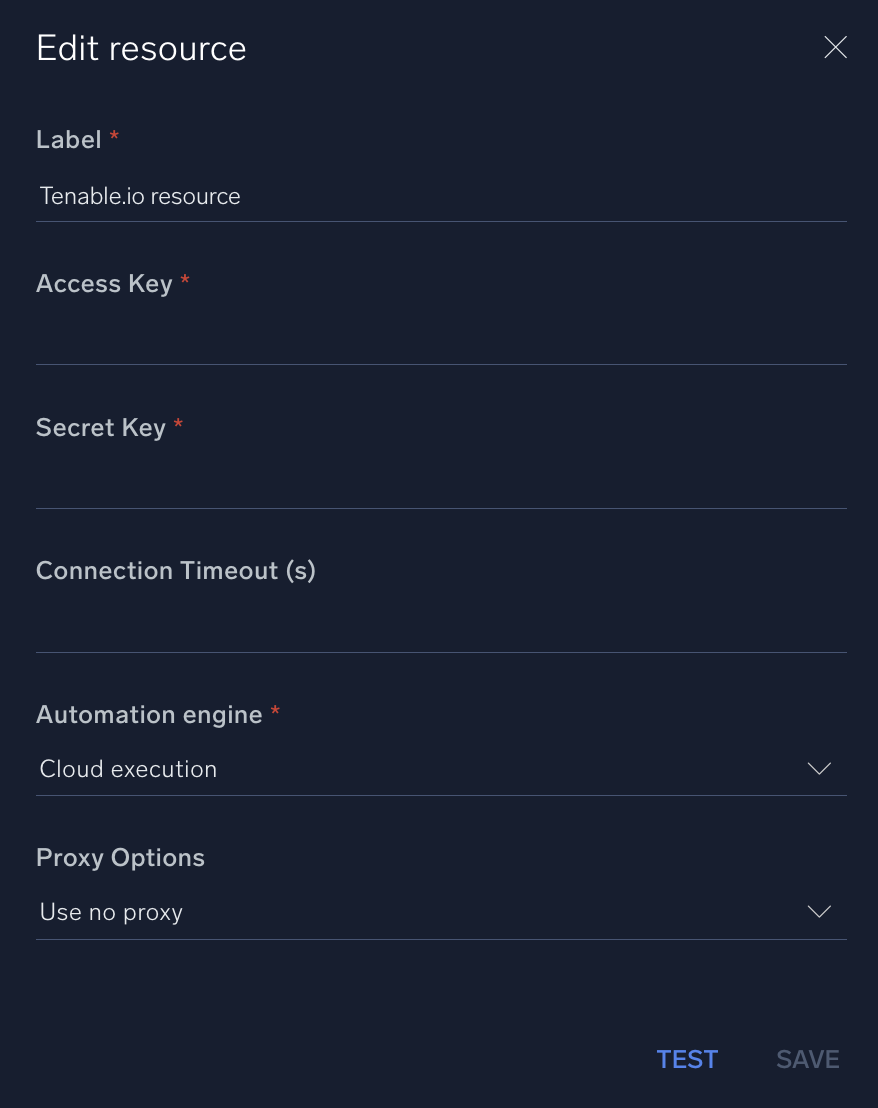 Edit resource
Label *
Tenable.io resource
Access Key *
Secret Key *
Connection Timeout (s)
Automation engine *
Cloud execution
Proxy Options
Use no proxy
TEST SAVE